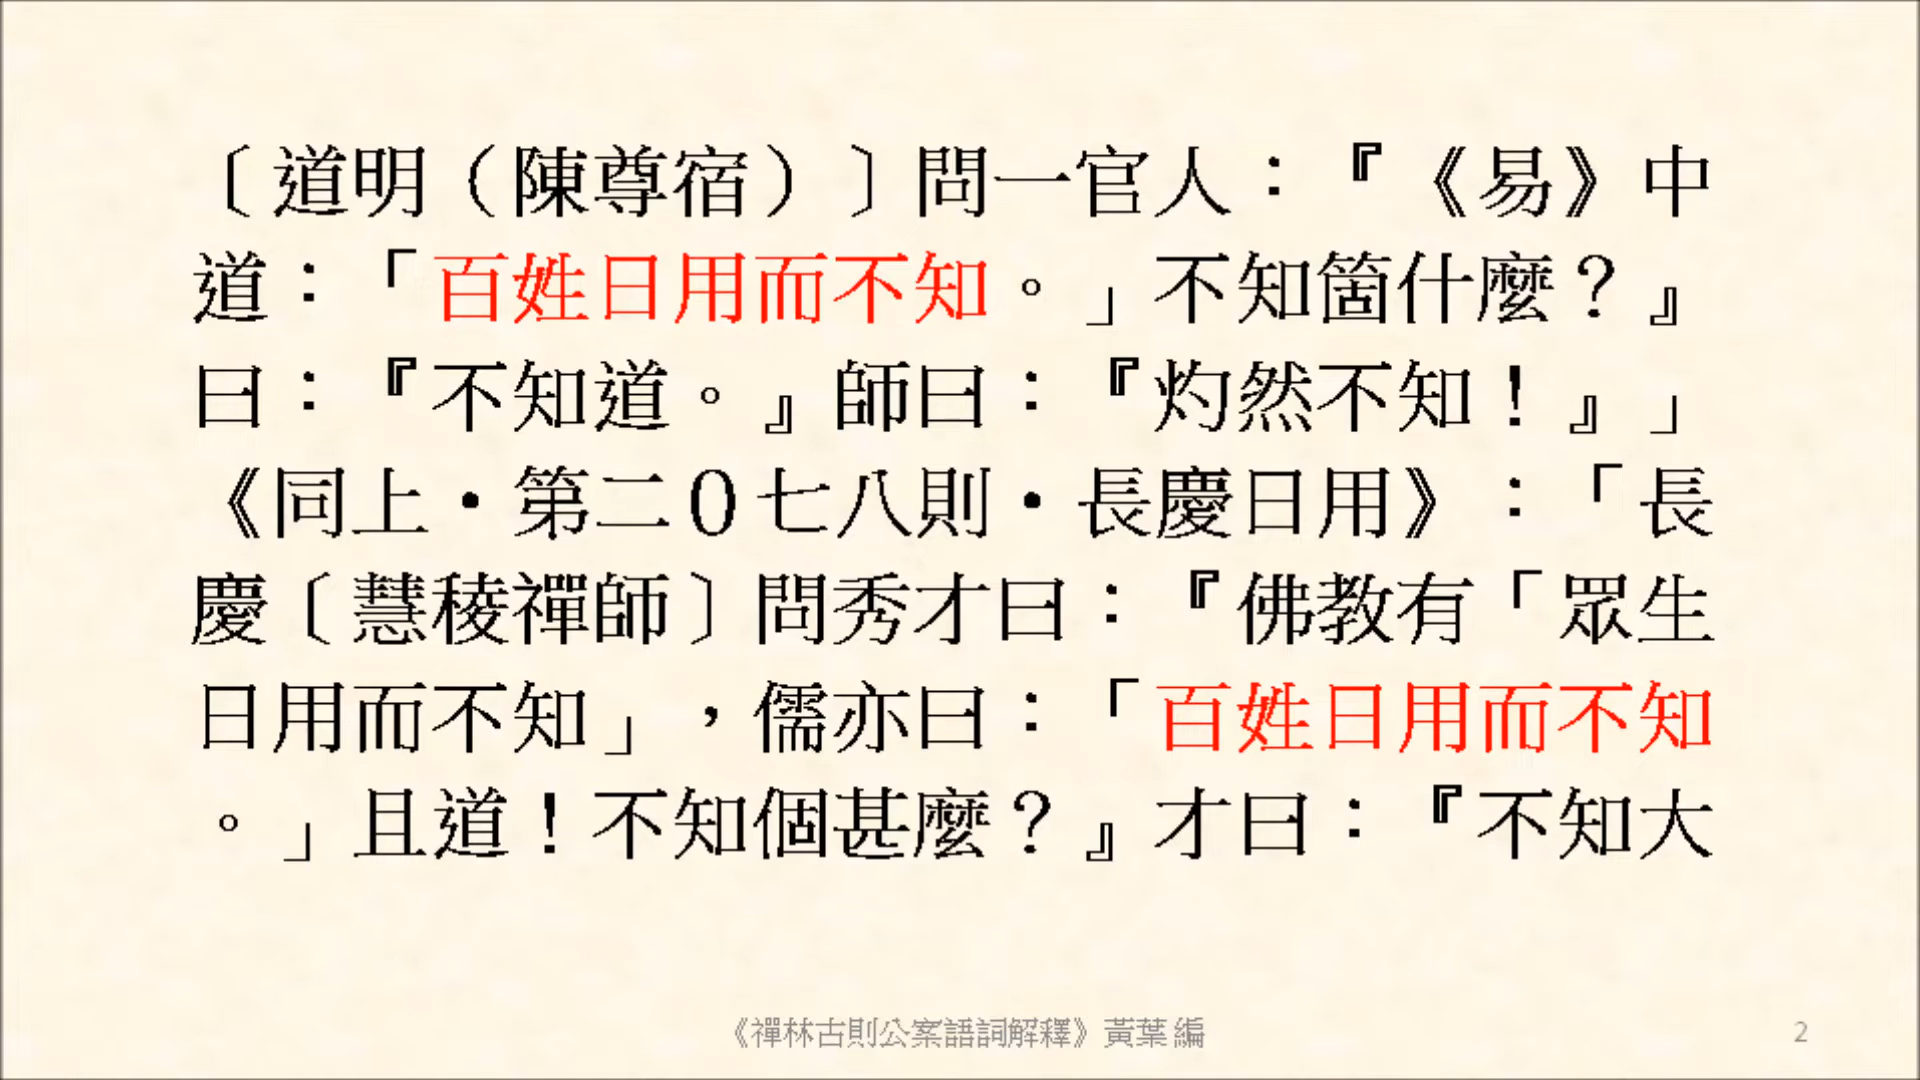 〔道明（陳尊宿）〕問一官人：『《易》中
道：「百姓日用而不知。」不知箇什麼？』
曰：『不知道。』師曰：『灼然不知！』」
《同上‧第二０七八則‧長慶日用》：「長
慶〔慧稜禪師〕問秀才曰：『佛教有「眾生
日用而不知」，儒亦曰：「百姓日用而不知
。」且道！不知個甚麼？』才曰：『不知大
《禪林古則公案語詞解釋》黃葉 編
2